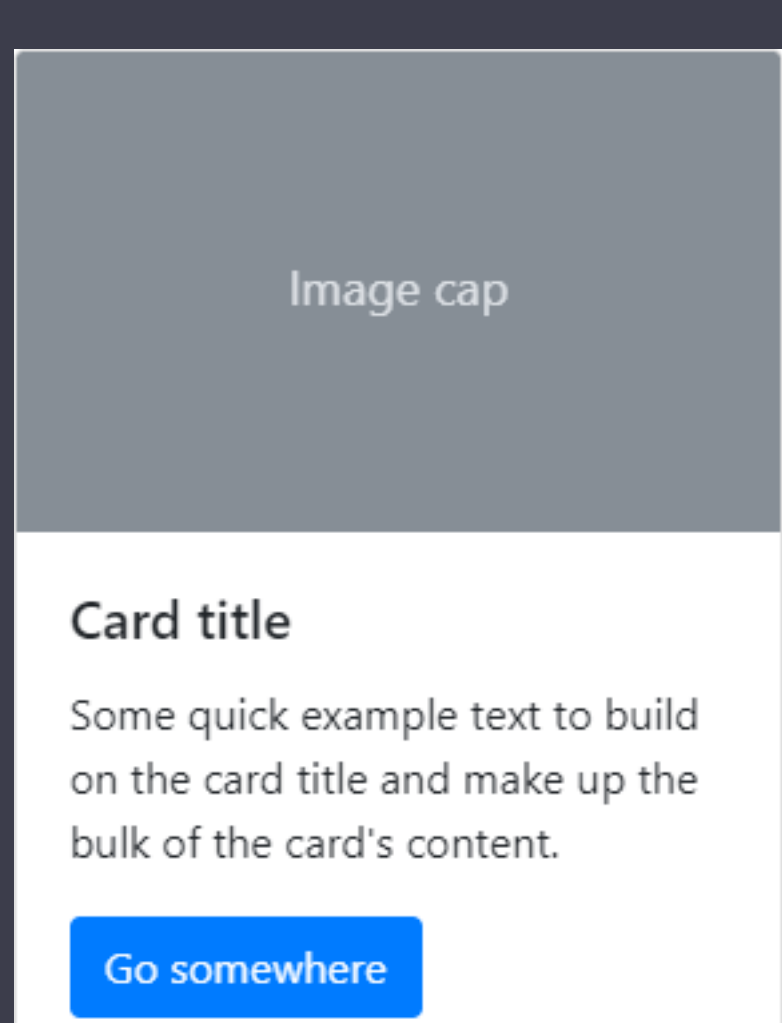 Image cap
Card title
Some quick example text to build
on the card title and make up the
bulk of the card's content.
Go somewhere